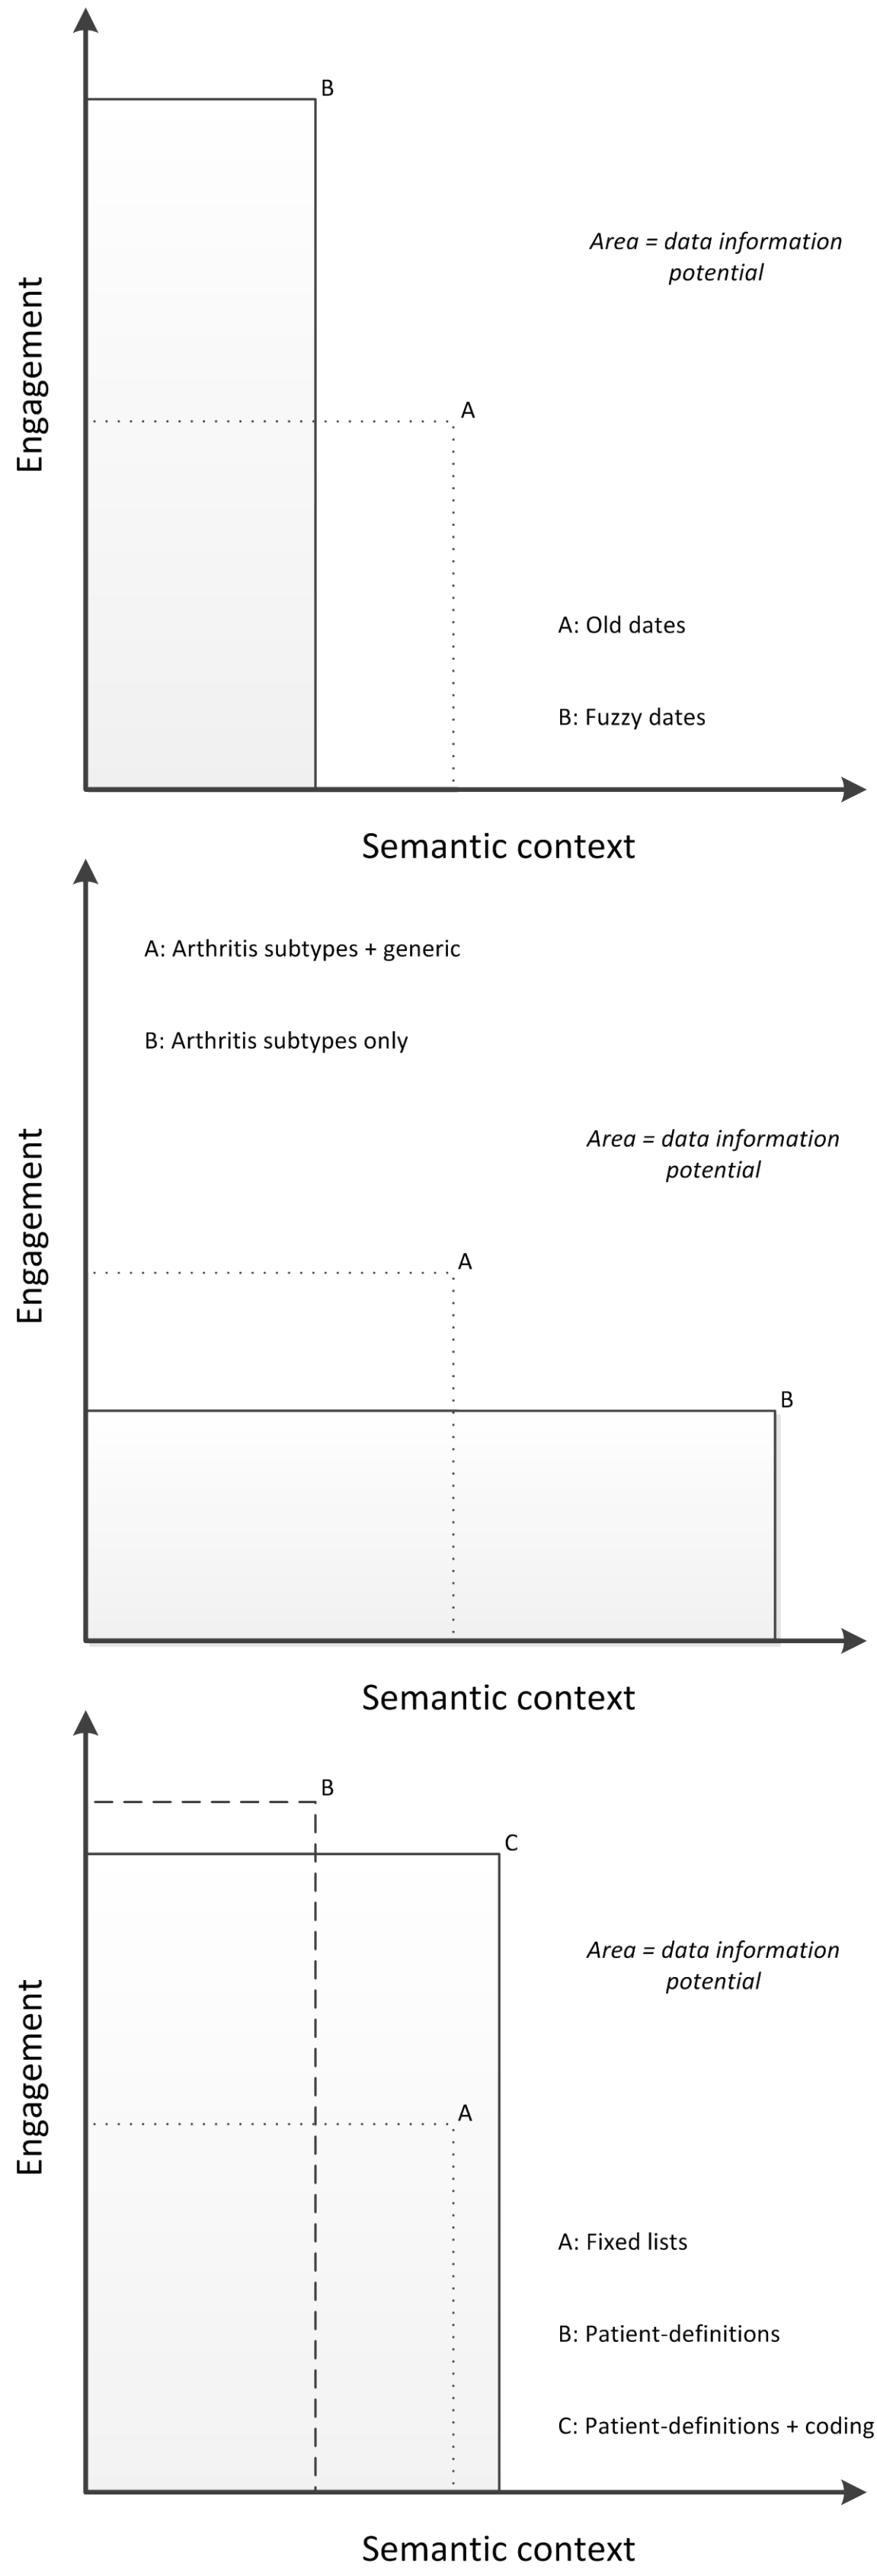 B
Area = data information
potential
Engagement
A
A: Old dates
B: Fuzzy dates
Semantic context
A: Arthritis subtypes + generic
B: Arthritis subtypes only
Area = data information
potential
Engagement
A
B
Semantic context
B
C
Area = data information
potential
Engagement
A
A: Fixed lists
B: Patient-definitions
C: Patient-definitions + coding
Semantic context